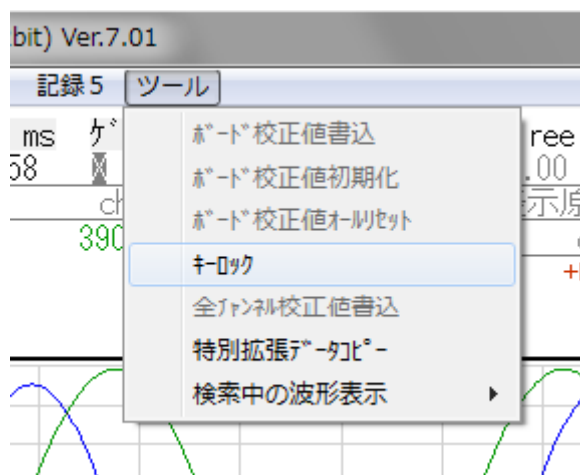 bit) Ver.7.01
記録5 ツール
ms ｹﾞ ree
58 .00
ch 示原
390
ﾎﾞｰﾄﾞ校正値書込
ﾎﾞｰﾄﾞ校正値初期化
ﾎﾞｰﾄﾞ校正値ｵｰﾙﾘｾｯﾄ
ｷｰﾛｯｸ
全ﾁｬﾝﾈﾙ校正値書込
特別拡張ﾃﾞｰﾀｺﾋﾟｰ
検索中の波形表示